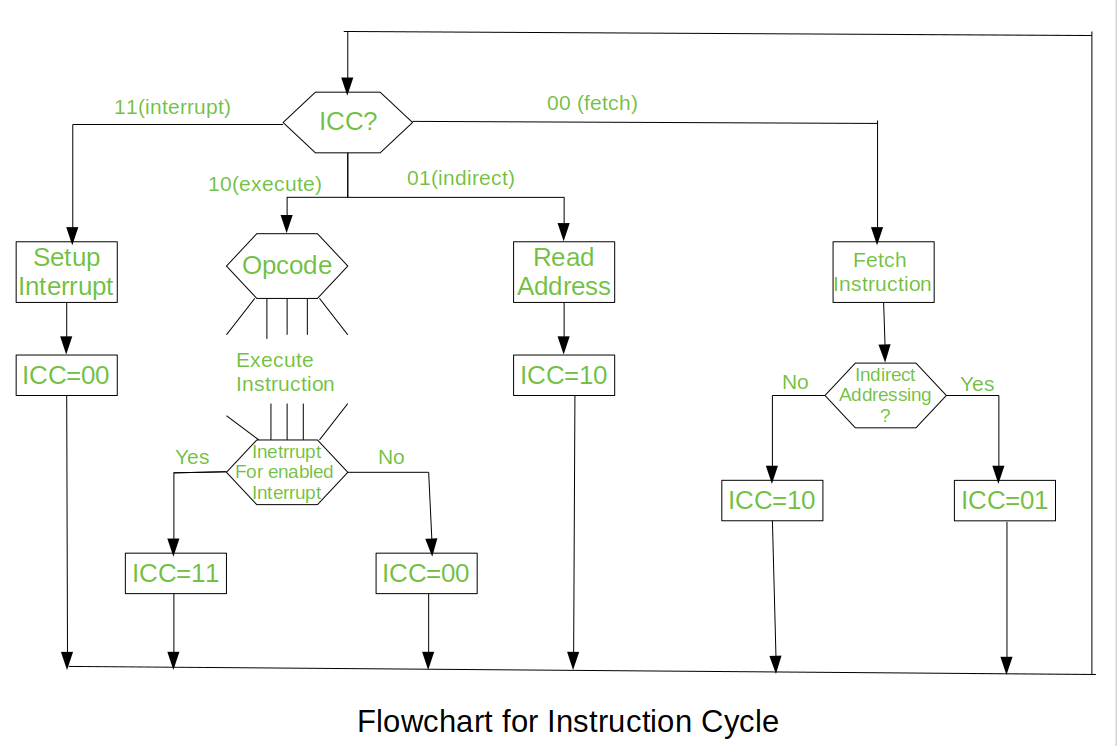 11(interrupt)
ICC?
00 (fetch)
10(execute)
01(indirect)
Setup
Interrupt
Opcode
Read
Address
Fetch
Instruction
ICC=00
Execute
Instruction
ICC=10
No
Indirect
Addressing
?
Yes
Yes
Inetrrupt
For enabled
Interrupt
No
ICC=10
ICC=01
ICC=11
ICC=00
Flowchart for Instruction Cycle